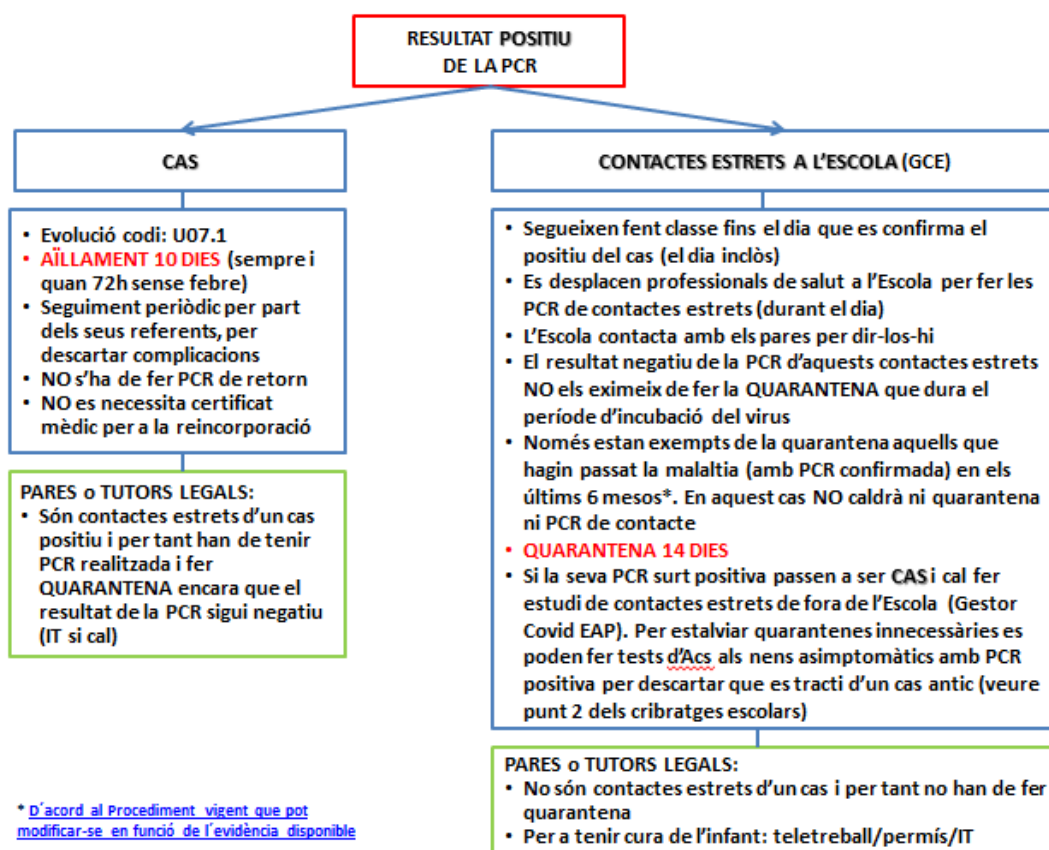 RESULTAT POSITIU
DE LA PCR
CAS
• Evolució codi: U07.1
• AÏLLAMENT 10 DIES (sempre i
quan 72h sense febre)
• Seguiment periòdic per part
dels seus referents, per
descartar complicacions
• NO s'ha de fer PCR de retorn
• NO es necessita certificat
mèdic per a la reincorporació
PARES o TUTORS LEGALS:
• Són contactes estrets d'un cas
positiu i per tant han de tenir
PCR realitzada i fer
QUARANTENA encara que el
resultat de la PCR sigui negatiu
(IT si cal)
* D´acord al Procediment vigent que pot
modificar-se en funció de l´evidència disponible
CONTACTES ESTRETS A L'ESCOLA (GCE)
• Segueixen fent classe fins el dia que es confirma el
positiu del cas (el dia inclòs)
• Es desplacen professionals de salut a l'Escola per fer les
PCR de contactes estrets (durant el dia)
• L'Escola contacta amb els pares per dir-los-hi
• El resultat negatiu de la PCR d'aquests contactes estrets
NO els eximeix de fer la QUARANTENA que dura el
període d'incubació del virus
• Només estan exempts de la quarantena aquells que
hagin passat la malaltia (amb PCR confirmada) en els
últims 6 mesos*. En aquest cas NO caldrà ni quarantena
ni PCR de contacte
• QUARANTENA 14 DIES
• Si la seva PCR surt positiva passen a ser CAS i cal fer
estudi de contactes estrets de fora de l'Escola (Gestor
Covid EAP). Per estalviar quarantenes innecessàries es
poden fer tests d'Acs als nens asimptomàtics amb PCR
positiva per descartar que es tracti d'un cas antic (veure
punt 2 dels cribratges escolars)
PARES o TUTORS LEGALS:
• No són contactes estrets d'un cas i per tant no han de fer
quarantena
• Per a tenir cura de l'infant: teletreball/permís/IT